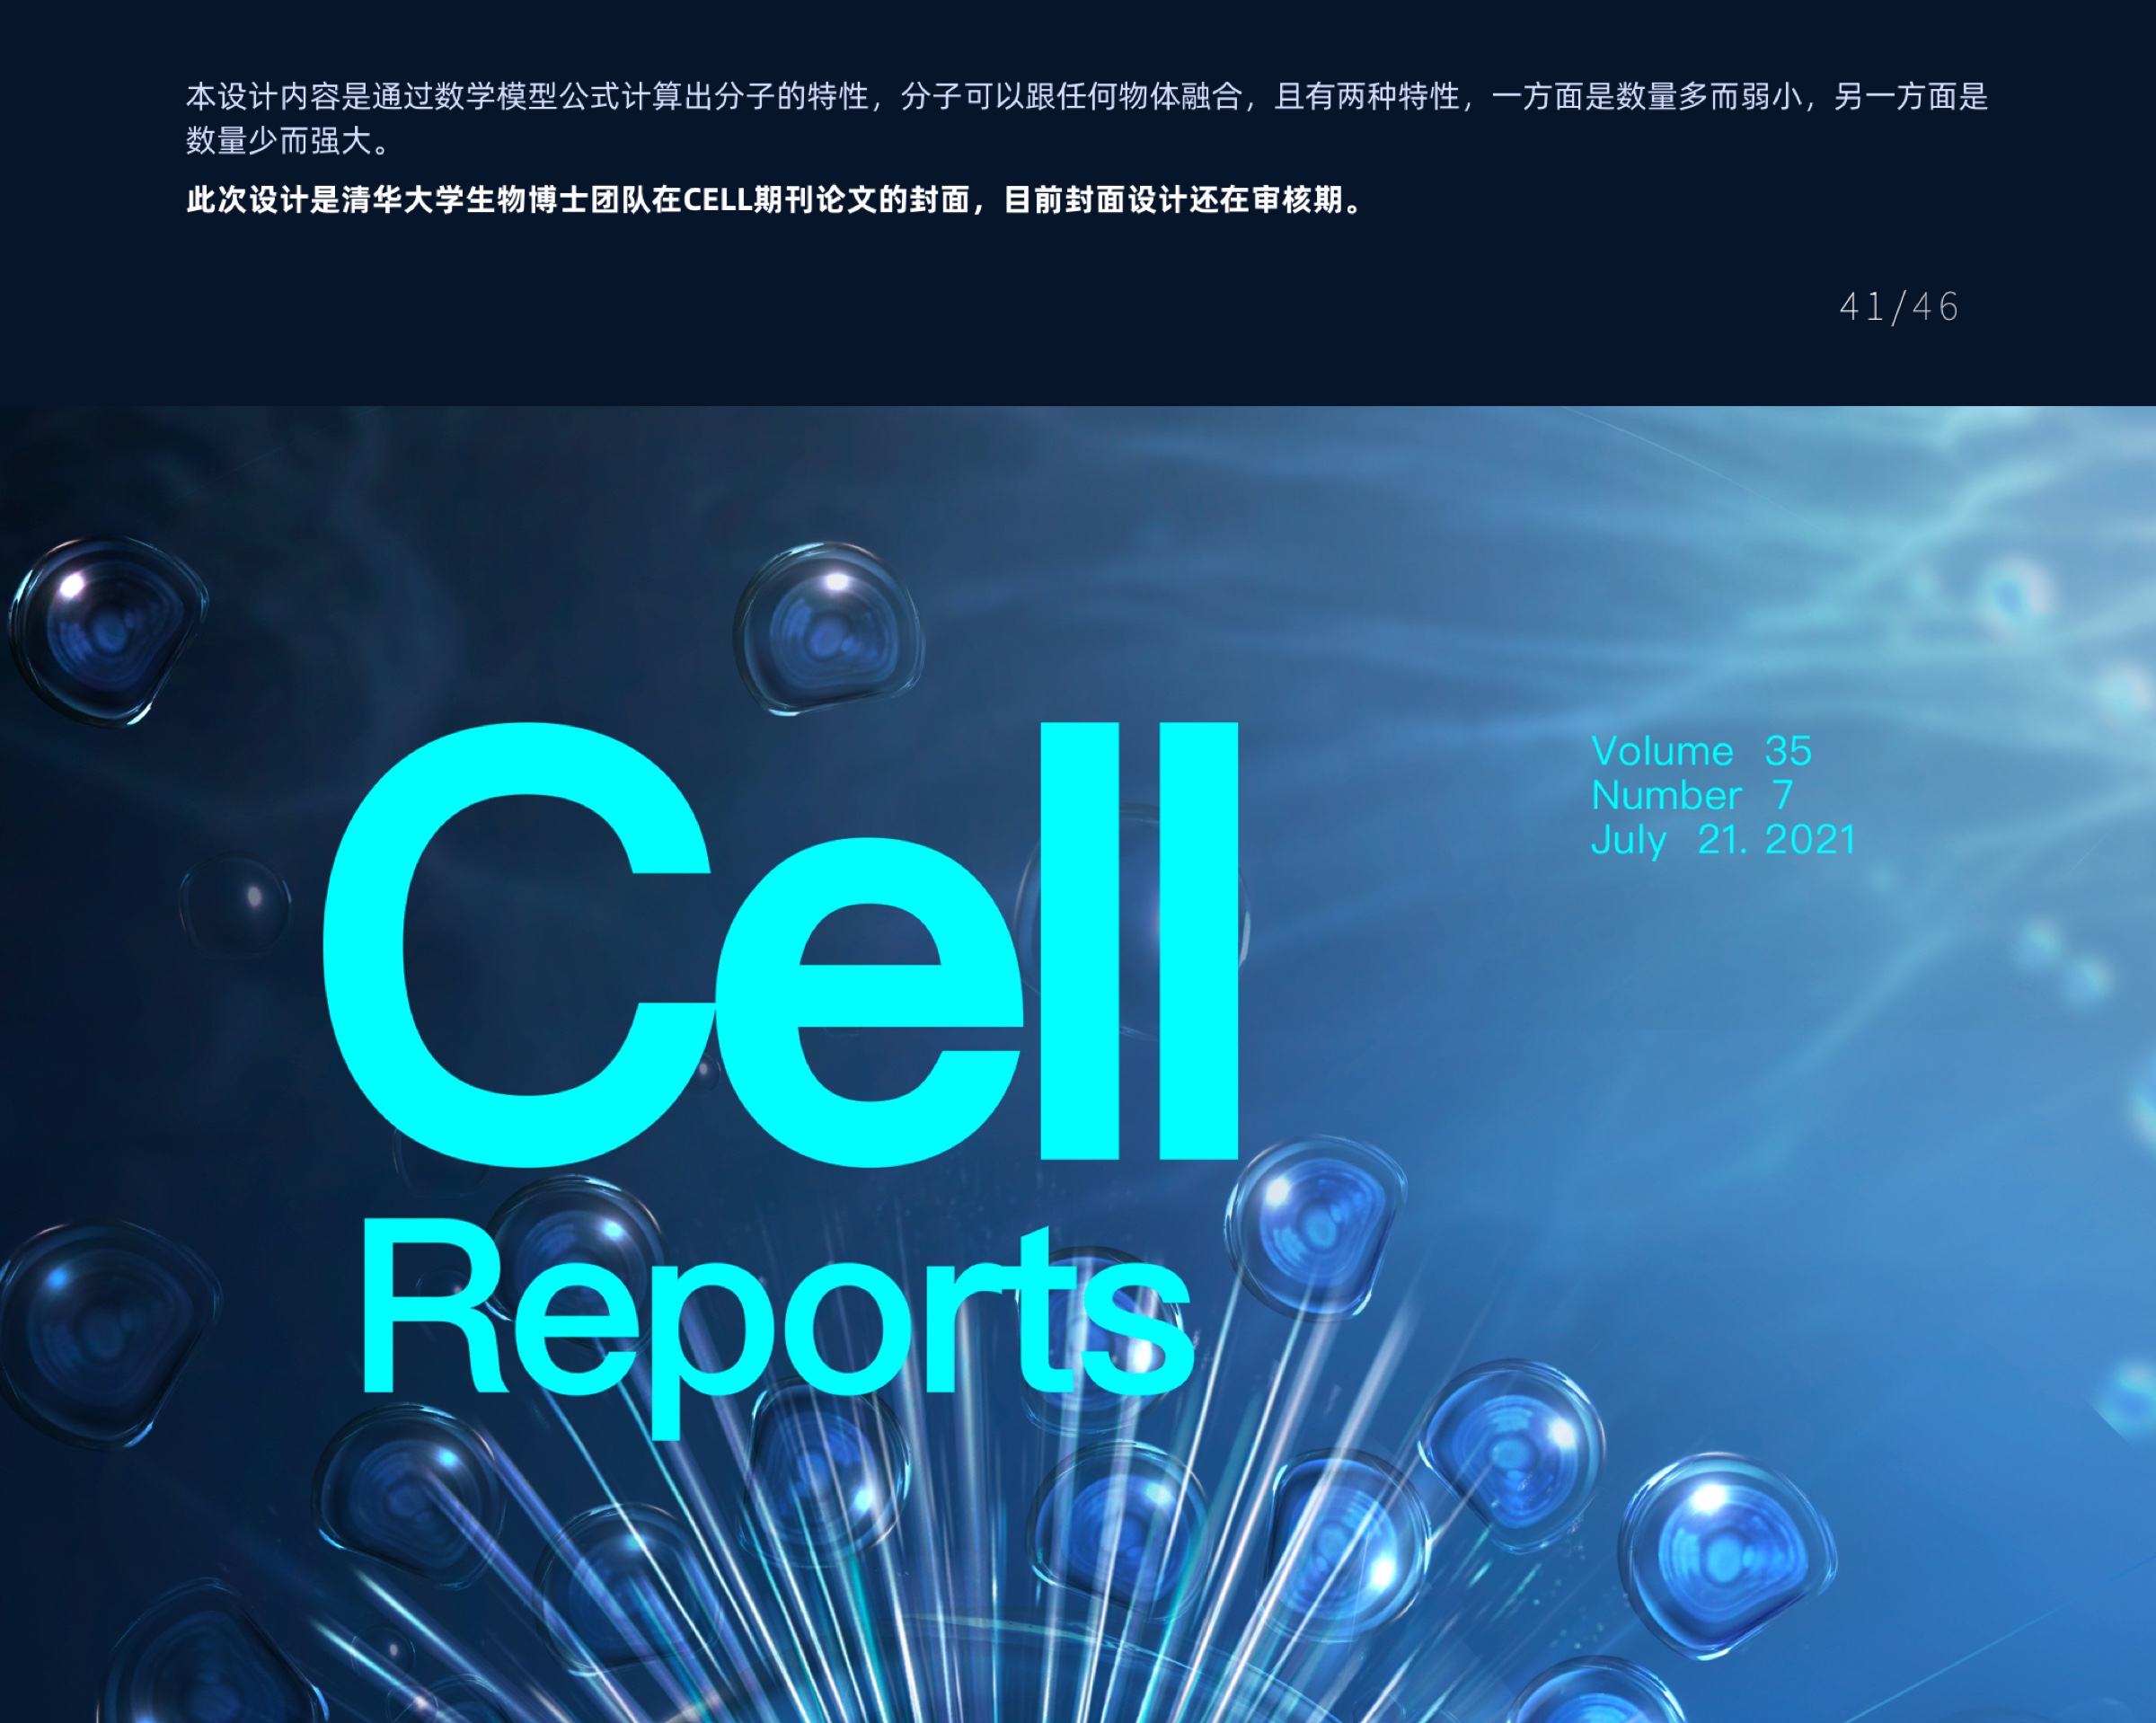 本设计内容是通过数学模型公式计算出分子的特性，分子可以跟任何物体融合，且有两种特性，一方面是数量多而弱小，另一方面是
数量少而强大。
此次设计是清华大学生物博士团队在CELL期刊论文的封面，目前封面设计还在审核期。
41/46
Cell
Reports
Volume 35
Number 7
July 21. 2021